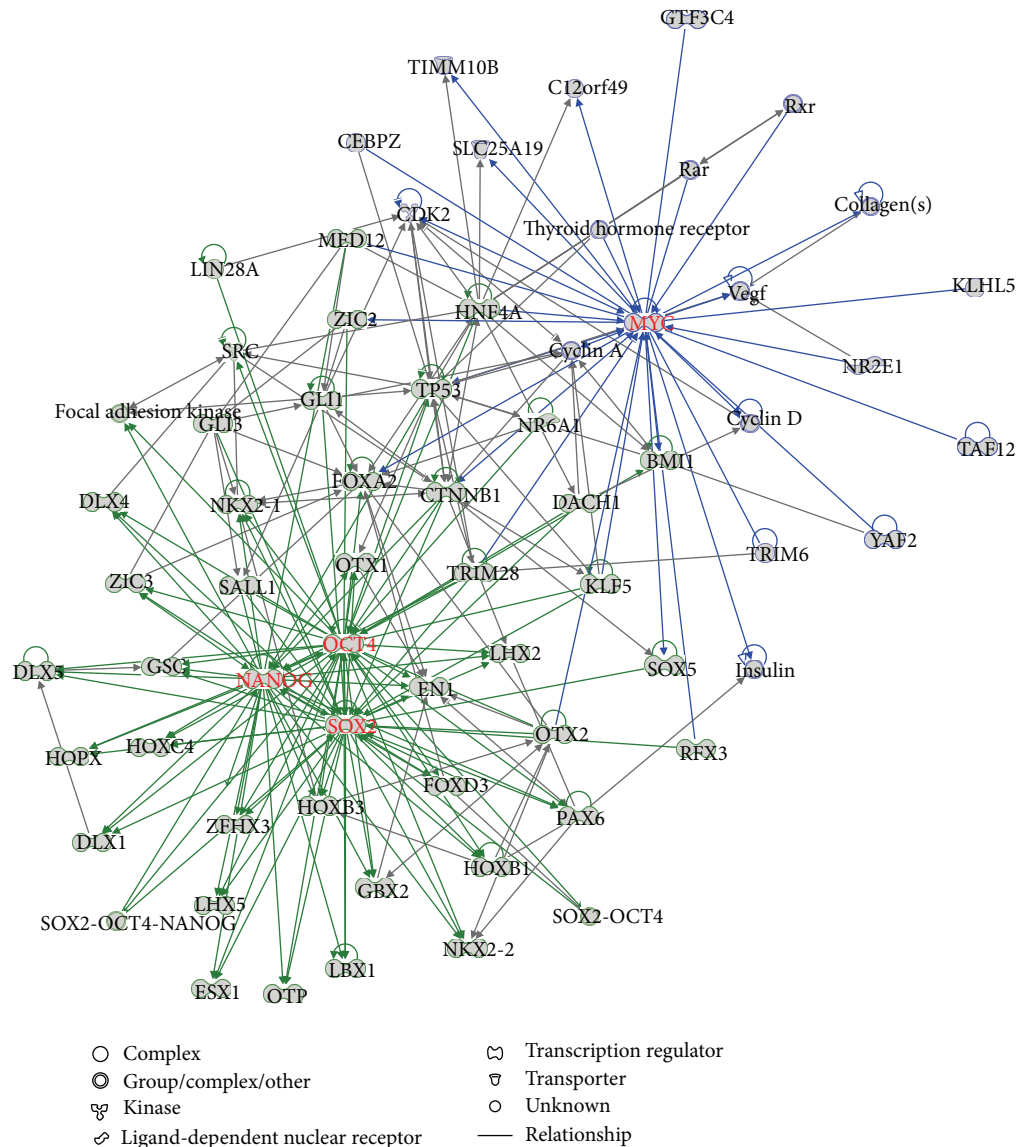 GTF3C4
TIMM10B
C12orf49
Rxr
CEBPZ
SLC25A19
Rar
Collagen(s)
CDK2
Thyroid hormone receptor
MED12
LIN28A
KLHL5
Vegf
HNF4A
ZIC2
MYC
SRC
Cyclin A
NR2E1
TP53
GLI1
Focal adhesion kinase
GLI3
NR6A1
Cyclin D
TAF12
BMI1
FOXA2
CTNNB1
DLX4
NKX2-1
DACH1
YAF2
TRIM6
OTX1
TRIM28
ZIC3
SALL1
KLF5
OCT4
LHX2
DLX5
GSC
SOX5
Insulin
NANOG
EN1
SOX2
OTX2
HOXC4
HOPX
RFX3
FOXD3
HOXB3
PAX6
ZFHX3
DLX1
HOXB1
GBX2
LHX5
SOX2-OCT4
SOX2-OCT4-NANOG
NKX2-2
LBX1
ESX1
OTP
Complex
Group/complex/other
Kinase
Ligand-dependent nuclear receptor
Transcription regulator
Transporter
Unknown
Relationship